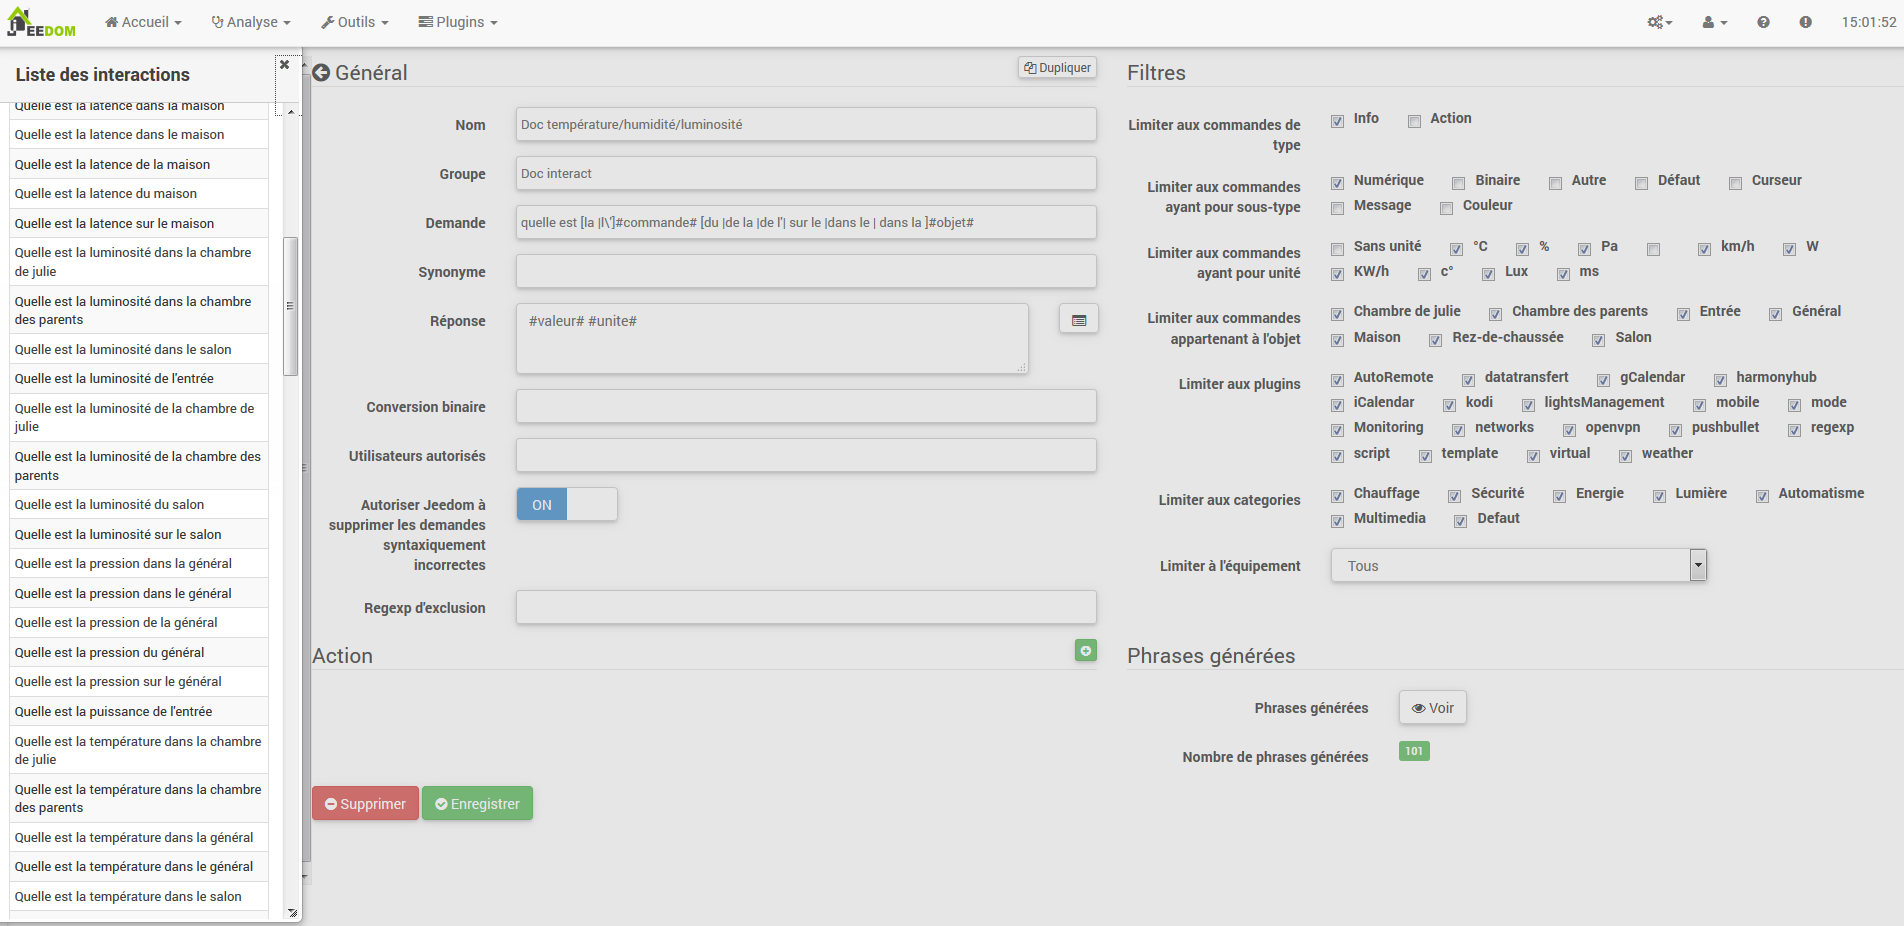 JEEDOM
Accueil
Analyse
Outils
Plugins
15:01:52
Liste des interactions
Quelle est la latence dans la maison
Quelle est la latence dans le maison
Quelle est la latence de la maison
Quelle est la latence du maison
Quelle est la latence sur le maison
Quelle est la luminosité dans la chambre
de julie
Quelle est la luminosité dans la chambre
des parents
Quelle est la luminosité dans le salon
Quelle est la luminosité de l'entrée
Quelle est la luminosité de la chambre de
julie
Quelle est la luminosité de la chambre des
parents
Quelle est la luminosité du salon
Quelle est la luminosité sur le salon
Quelle est la pression dans la général
Quelle est la pression dans le général
Quelle est la pression de la général
Quelle est la pression du général
Quelle est la pression sur le général
Quelle est la puissance de l'entrée
Quelle est la température dans la chambre
de julie
Quelle est la température dans la chambre
des parents
Quelle est la température dans la général
Quelle est la température dans le général
Quelle est la température dans le salon
Général
Dupliquer
Nom
Doc température/humidité/luminosité
Groupe
Doc interact
Demande
quelle est [la |l\']#commande# [du |de la |de l'| sur le |dans le | dans la ]#objet#
Synonyme
Réponse
#valeur# #unite#
Conversion binaire
Utilisateurs autorisés
Autoriser Jeedom à
supprimer les demandes
syntaxiquement
incorrectes
ON
Regexp d'exclusion
Action
Supprimer
Enregistrer
Filtres
Limiter aux commandes de
type
Info Action
Limiter aux commandes
ayant pour sous-type
Numérique Binaire Autre Défaut Curseur
Message Couleur
Limiter aux commandes
ayant pour unité
Sans unité °C % Pa km/h W
KW/h c° Lux ms
Limiter aux commandes
appartenant à l'objet
Chambre de julie Chambre des parents Entrée Général
Maison Rez-de-chaussée Salon
Limiter aux plugins
AutoRemote datatransfert gCalendar harmonyhub
iCalendar kodi lightsManagement mobile mode
Monitoring networks openvpn pushbullet regexp
script template virtual weather
Limiter aux categories
Chauffage Sécurité Energie Lumière Automatisme
Multimedia Defaut
Limiter à l'équipement
Tous
Phrases générées
Phrases générées
Voir
Nombre de phrases générées
101